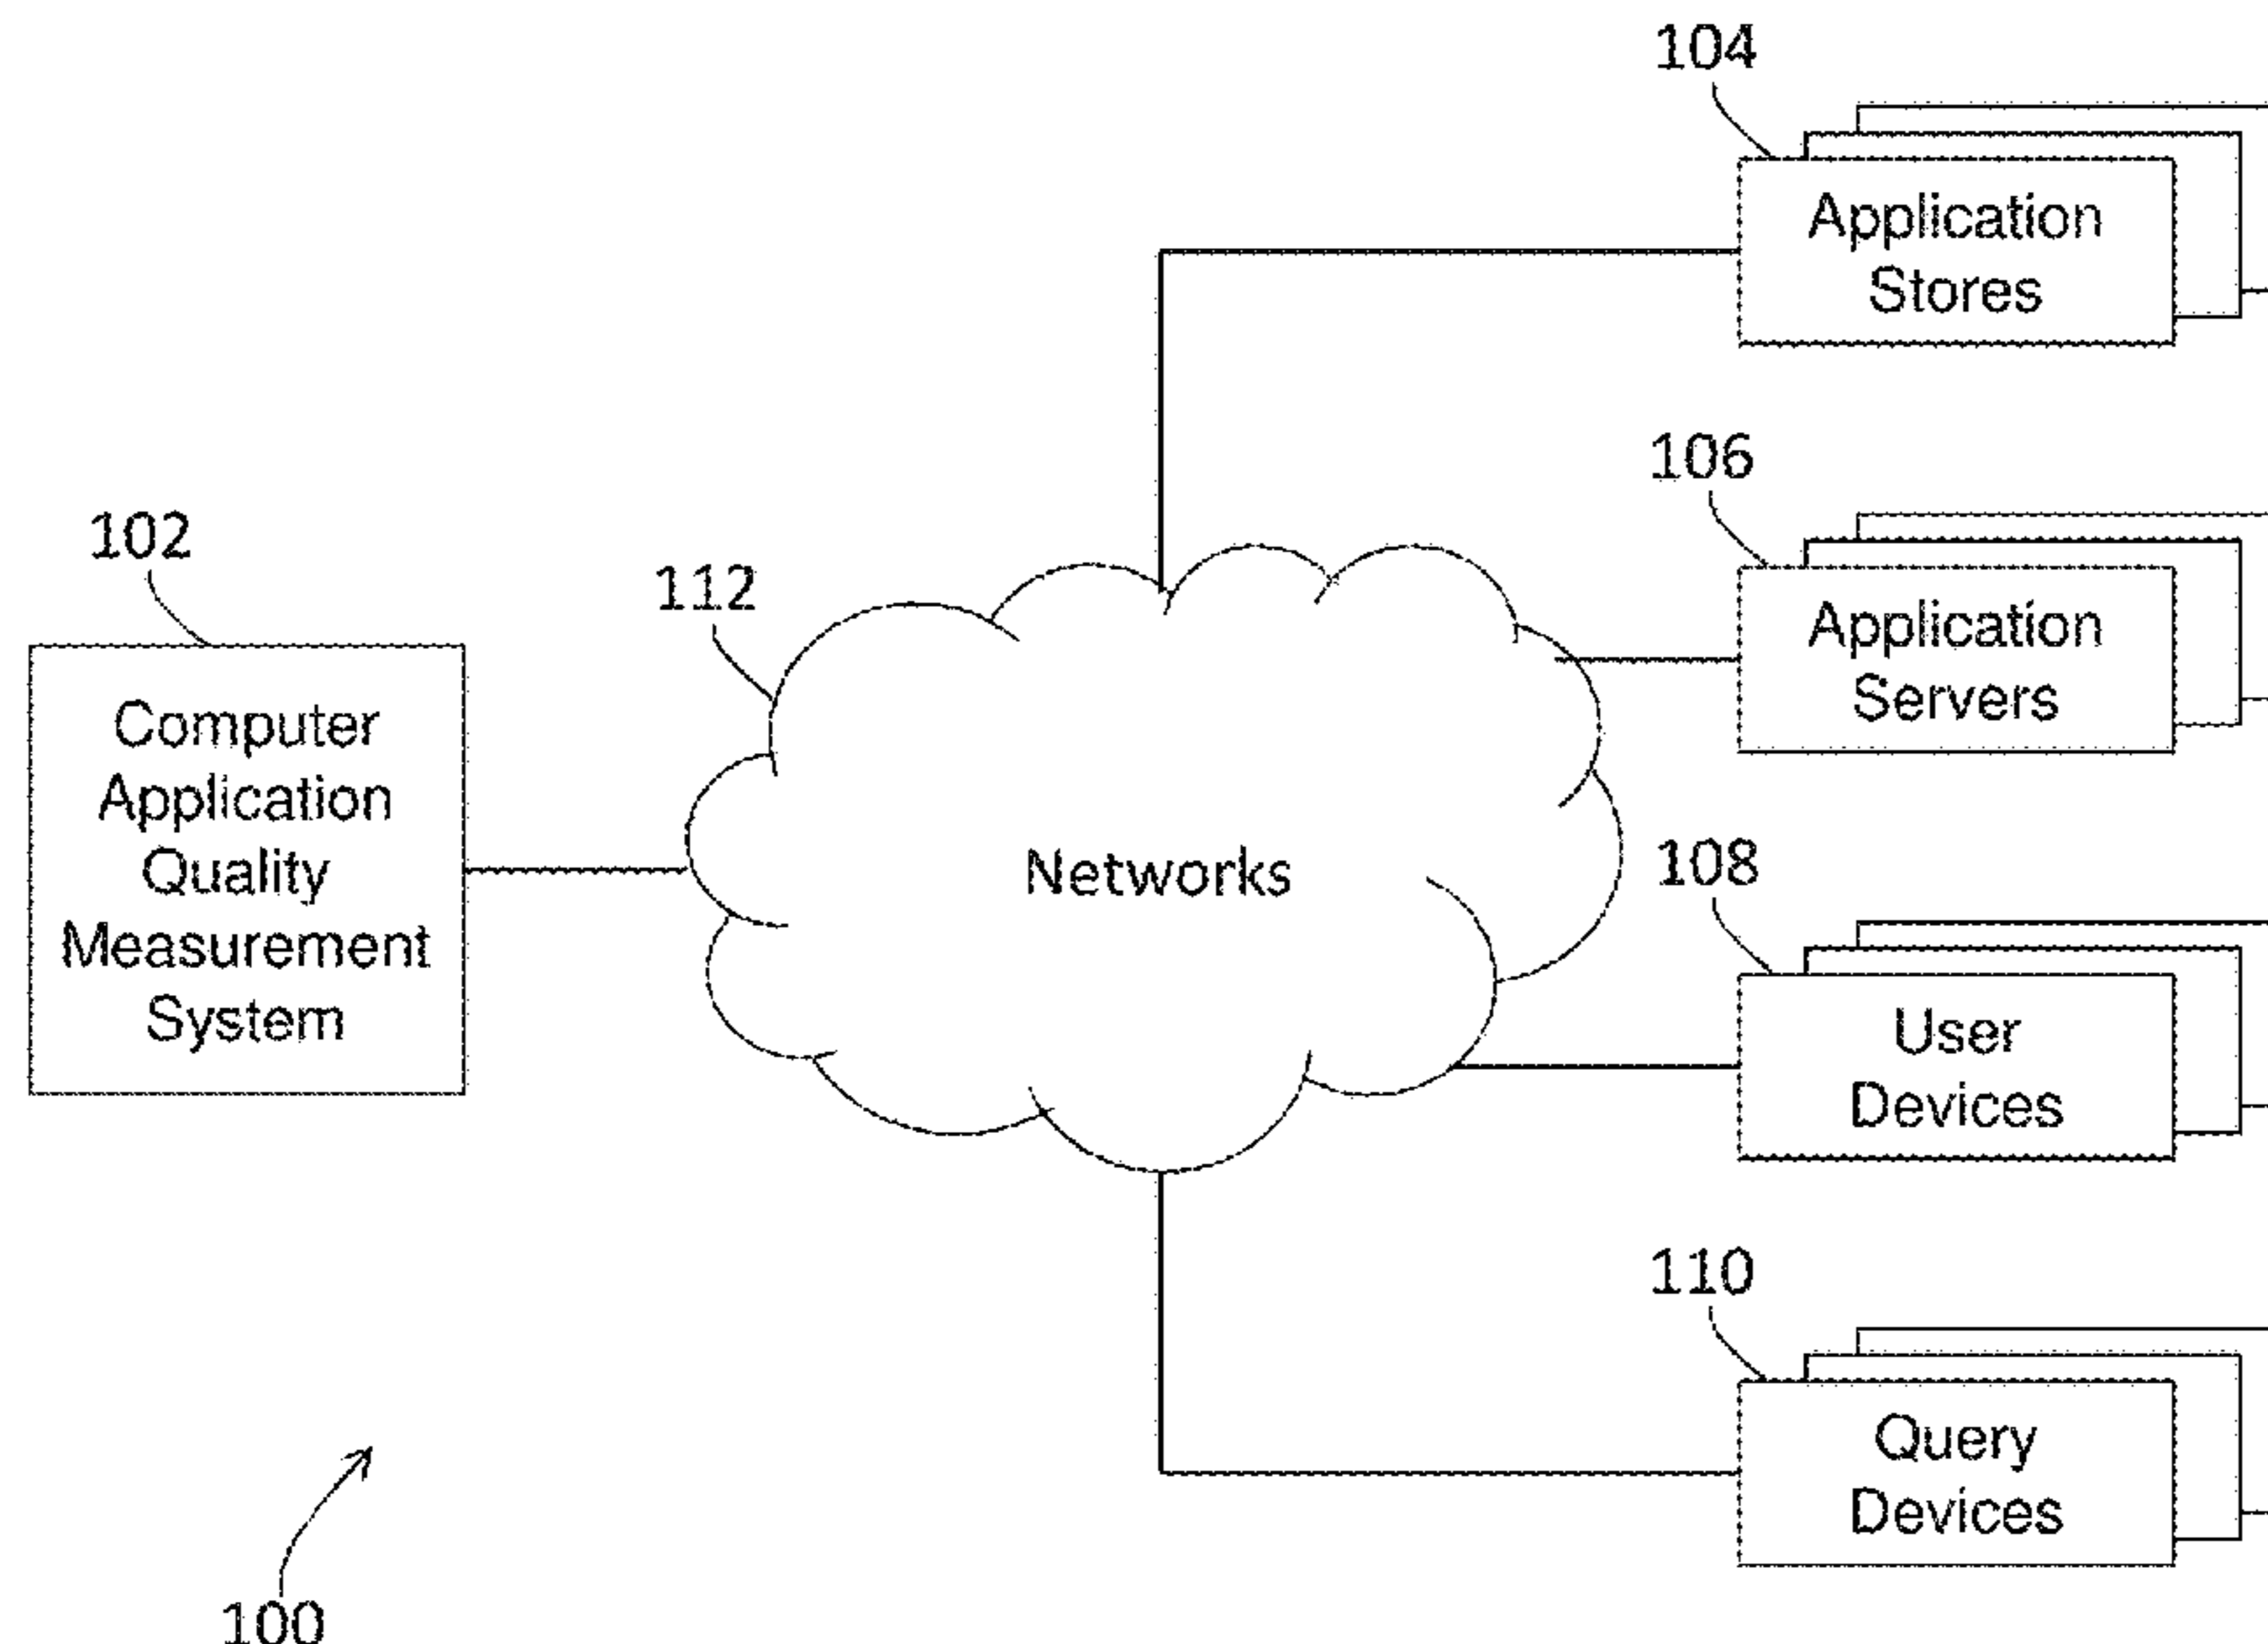 104
Application
Stores
106
Application
Servers
102
Computer
Application
Quality
Measurement
System
112
Networks
108
User
Devices
110
Query
Devices
100